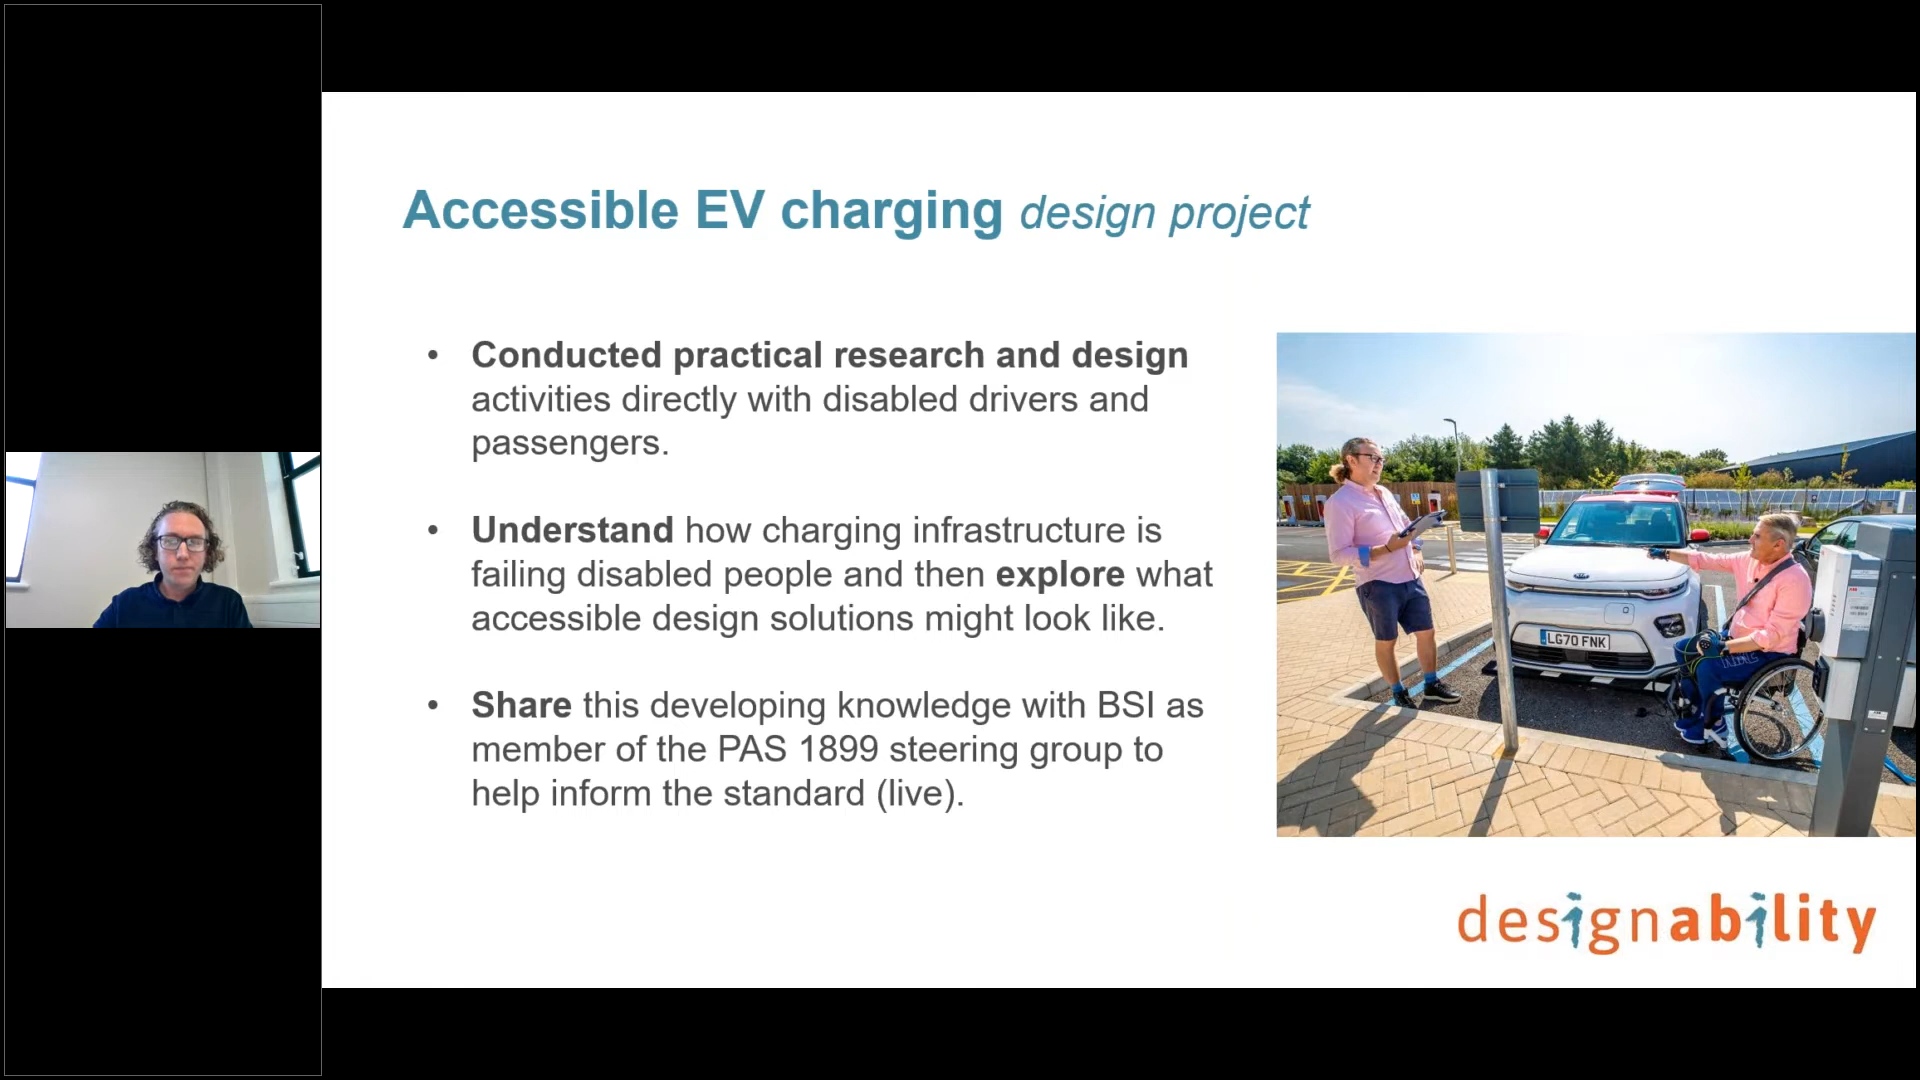 Accessible EV charging design project
• Conducted practical research and design
activities directly with disabled drivers and
passengers.
• Understand how charging infrastructure is
failing disabled people and then explore what
accessible design solutions might look like.
• Share this developing knowledge with BSI as
member of the PAS 1899 steering group to
help inform the standard (live).
LG70 FNK
designability